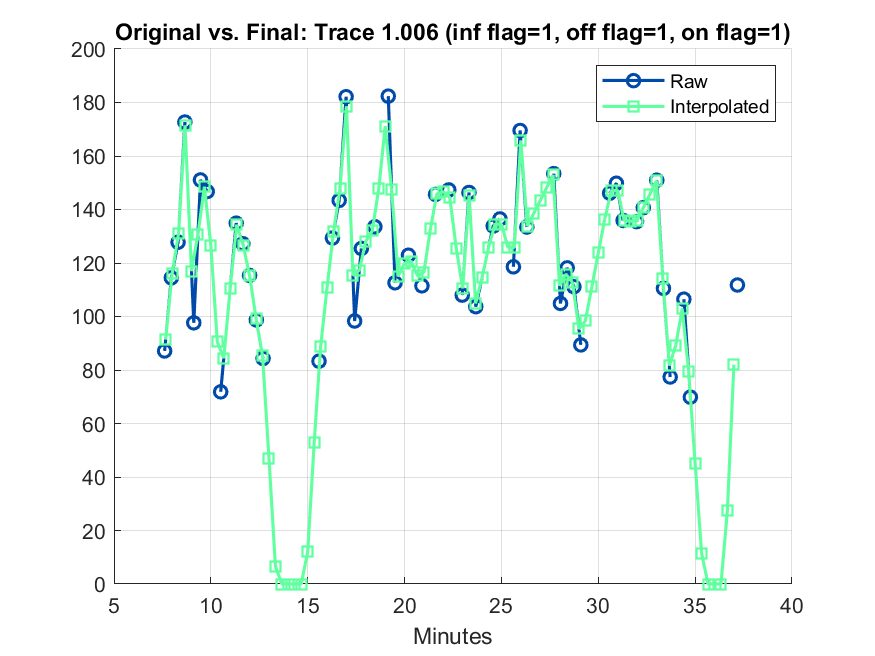 Original vs. Final: Trace 1.006 (inf flag=1, off flag=1, on flag=1)
200
180
160
140
120
100
80
60
40
20
0
Raw
Interpolated
5 10 15 20 25 30 35 40
Minutes